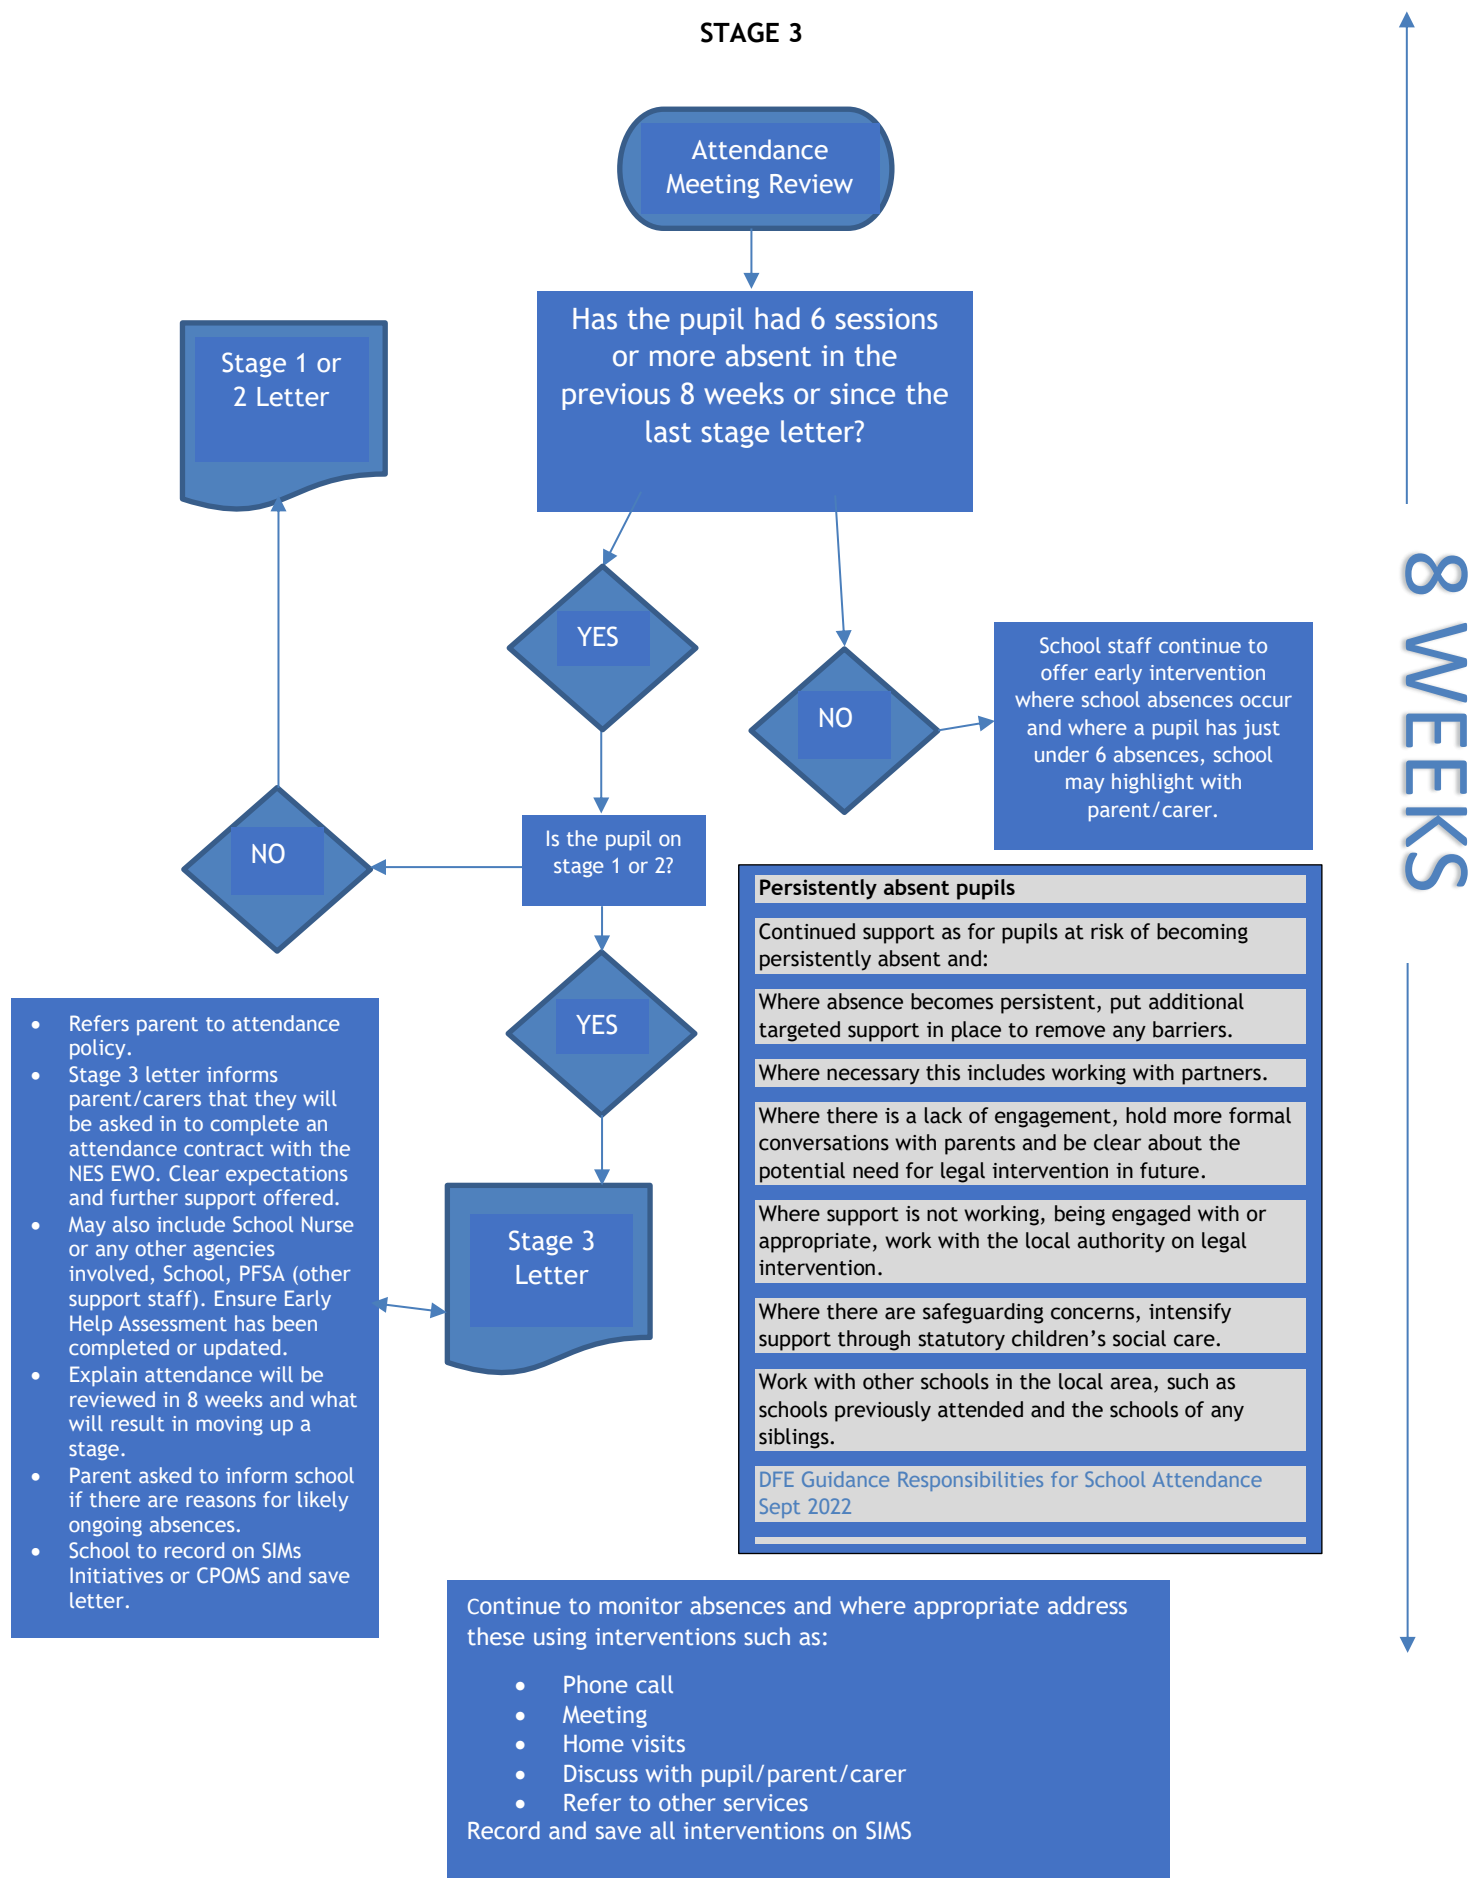 STAGE 3
Attendance
Meeting Review
Has the pupil had 6 sessions
or more absent in the
previous 8 weeks or since the
last stage letter?
Stage 1 or
2 Letter
YES
NO
School staff continue to
offer early intervention
where school absences occur
and where a pupil has just
under 6 absences, school
may highlight with
parent/carer.
8 WEEKS
Is the pupil on
stage 1 or 2?
NO
YES
Stage 3
Letter
Persistently absent pupils
Continued support as for pupils at risk of becoming
persistently absent and:
Where absence becomes persistent, put additional
targeted support in place to remove any barriers.
Where necessary this includes working with partners.
Where there is a lack of engagement, hold more formal
conversations with parents and be clear about the
potential need for legal intervention in future.
Where support is not working, being engaged with or
appropriate, work with the local authority on legal
intervention.
Where there are safeguarding concerns, intensify
support through statutory children’s social care.
Work with other schools in the local area, such as
schools previously attended and the schools of any
siblings.
DFE Guidance Responsibilities for School Attendance
Sept 2022
• Refers parent to attendance
policy.
• Stage 3 letter informs
parent/carers that they will
be asked in to complete an
attendance contract with the
NES EWO. Clear expectations
and further support offered.
• May also include School Nurse
or any other agencies
involved, School, PFSA (other
support staff). Ensure Early
Help Assessment has been
completed or updated.
• Explain attendance will be
reviewed in 8 weeks and what
will result in moving up a
stage.
• Parent asked to inform school
if there are reasons for likely
ongoing absences.
• School to record on SIMs
Initiatives or CPOMS and save
letter.
Continue to monitor absences and where appropriate address
these using interventions such as:
• Phone call
• Meeting
• Home visits
• Discuss with pupil/parent/carer
• Refer to other services
Record and save all interventions on SIMS